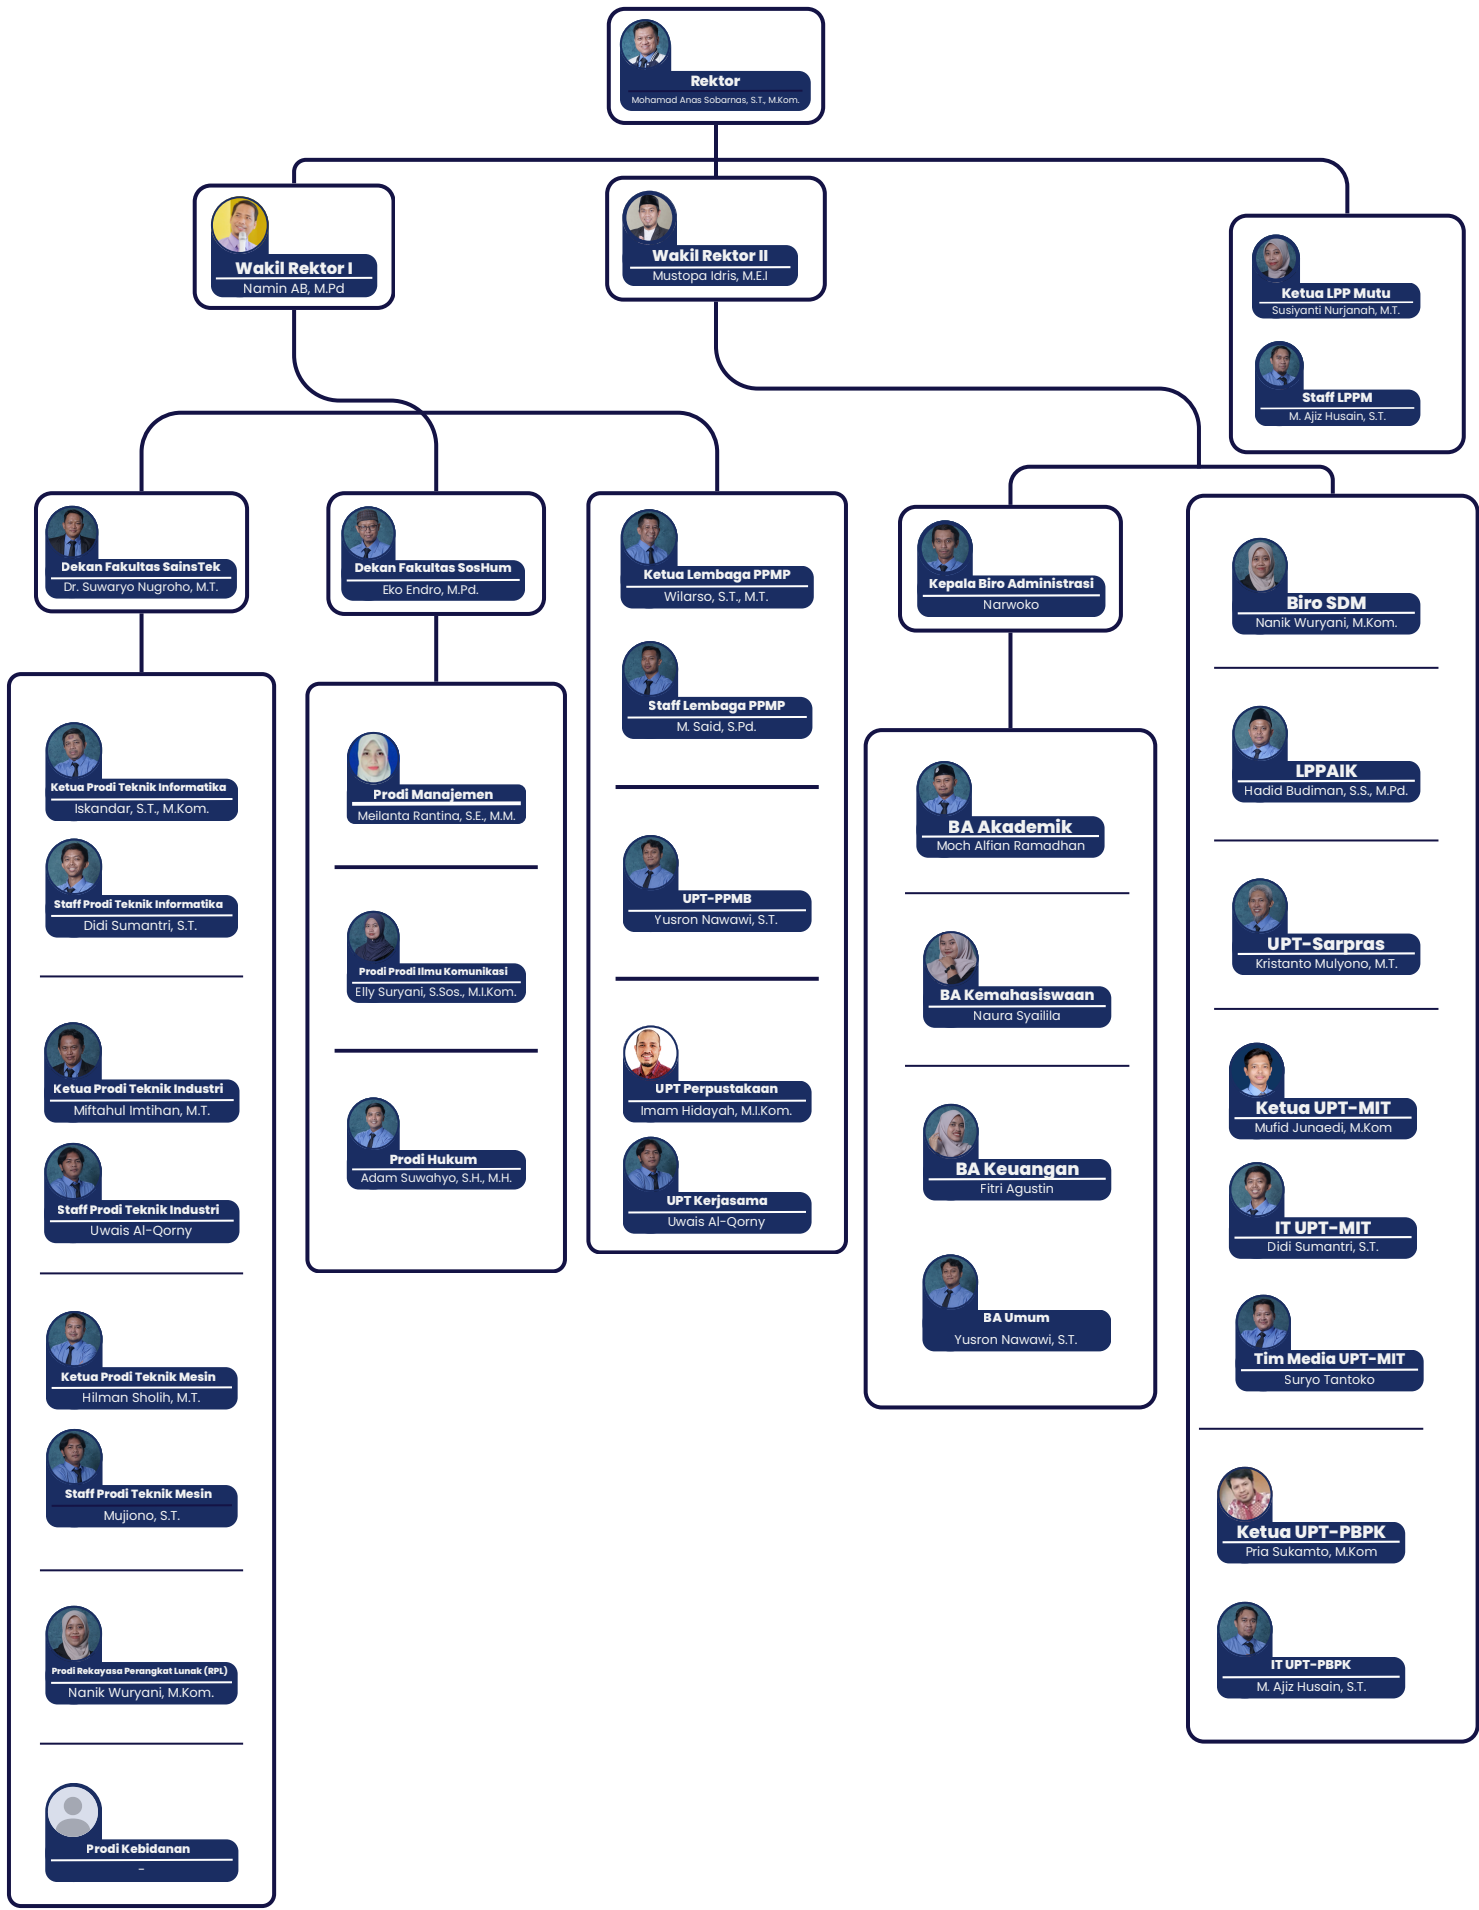 Rektor
Mohamad Anas Sobarnas, S.T., M.Kom.
Wakil Rektor I
Namin AB, M.Pd
Wakil Rektor II
Mustopa Idris, M.E.I
Ketua LPP Mutu
Susiyanti Nurjanah, M.T.
Staff LPPM
M. Ajiz Husain, S.T.
Dekan Fakultas SainsTek
Dr. Suwaryo Nugroho, M.T.
Ketua Prodi Teknik Informatika
Iskandar, S.T., M.Kom.
Staff Prodi Teknik Informatika
Didi Sumantri, S.T.
Ketua Prodi Teknik Industri
Miftahul Imtihan, M.T.
Staff Prodi Teknik Industri
Uwais Al-Qorny
Ketua Prodi Teknik Mesin
Hilman Sholih, M.T.
Staff Prodi Teknik Mesin
Mujiono, S.T.
Prodi Rekayasa Perangkat Lunak (RPL)
Nanik Wuryani, M.Kom.
Prodi Kebidanan
-
Dekan Fakultas SosHum
Eko Endro, M.Pd.
Prodi Manajemen
Meilanta Rantina, S.E., M.M.
Prodi Prodi Ilmu Komunikasi
Elly Suryani, S.Sos., M.I.Kom.
Prodi Hukum
Adam Suwahyo, S.H., M.H.
Ketua Lembaga PPMP
Wilarso, S.T., M.T.
Staff Lembaga PPMP
M. Said, S.Pd.
UPT-PPMB
Yusron Nawawi, S.T.
UPT Perpustakaan
Imam Hidayah, M.I.Kom.
UPT Kerjasama
Uwais Al-Qorny
Kepala Biro Administrasi
Narwoko
BA Akademik
Moch Alfian Ramadhan
BA Kemahasiswaan
Naura Syailila
BA Keuangan
Fitri Agustin
BA Umum
Yusron Nawawi, S.T.
Biro SDM
Nanik Wuryani, M.Kom.
LPPAIK
Hadid Budiman, S.S., M.Pd.
UPT-Sarpras
Kristanto Mulyono, M.T.
Ketua UPT-MIT
Mufid Junaedi, M.Kom
IT UPT-MIT
Didi Sumantri, S.T.
Tim Media UPT-MIT
Suryo Tantoko
Ketua UPT-PBPK
Pria Sukamto, M.Kom
IT UPT-PBPK
M. Ajiz Husain, S.T.